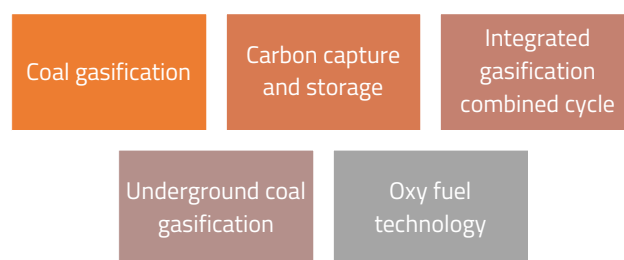 Coal gasification
Carbon capture
and storage
Integrated
gasification
combined cycle
Underground coal
gasification
Oxy fuel
technology